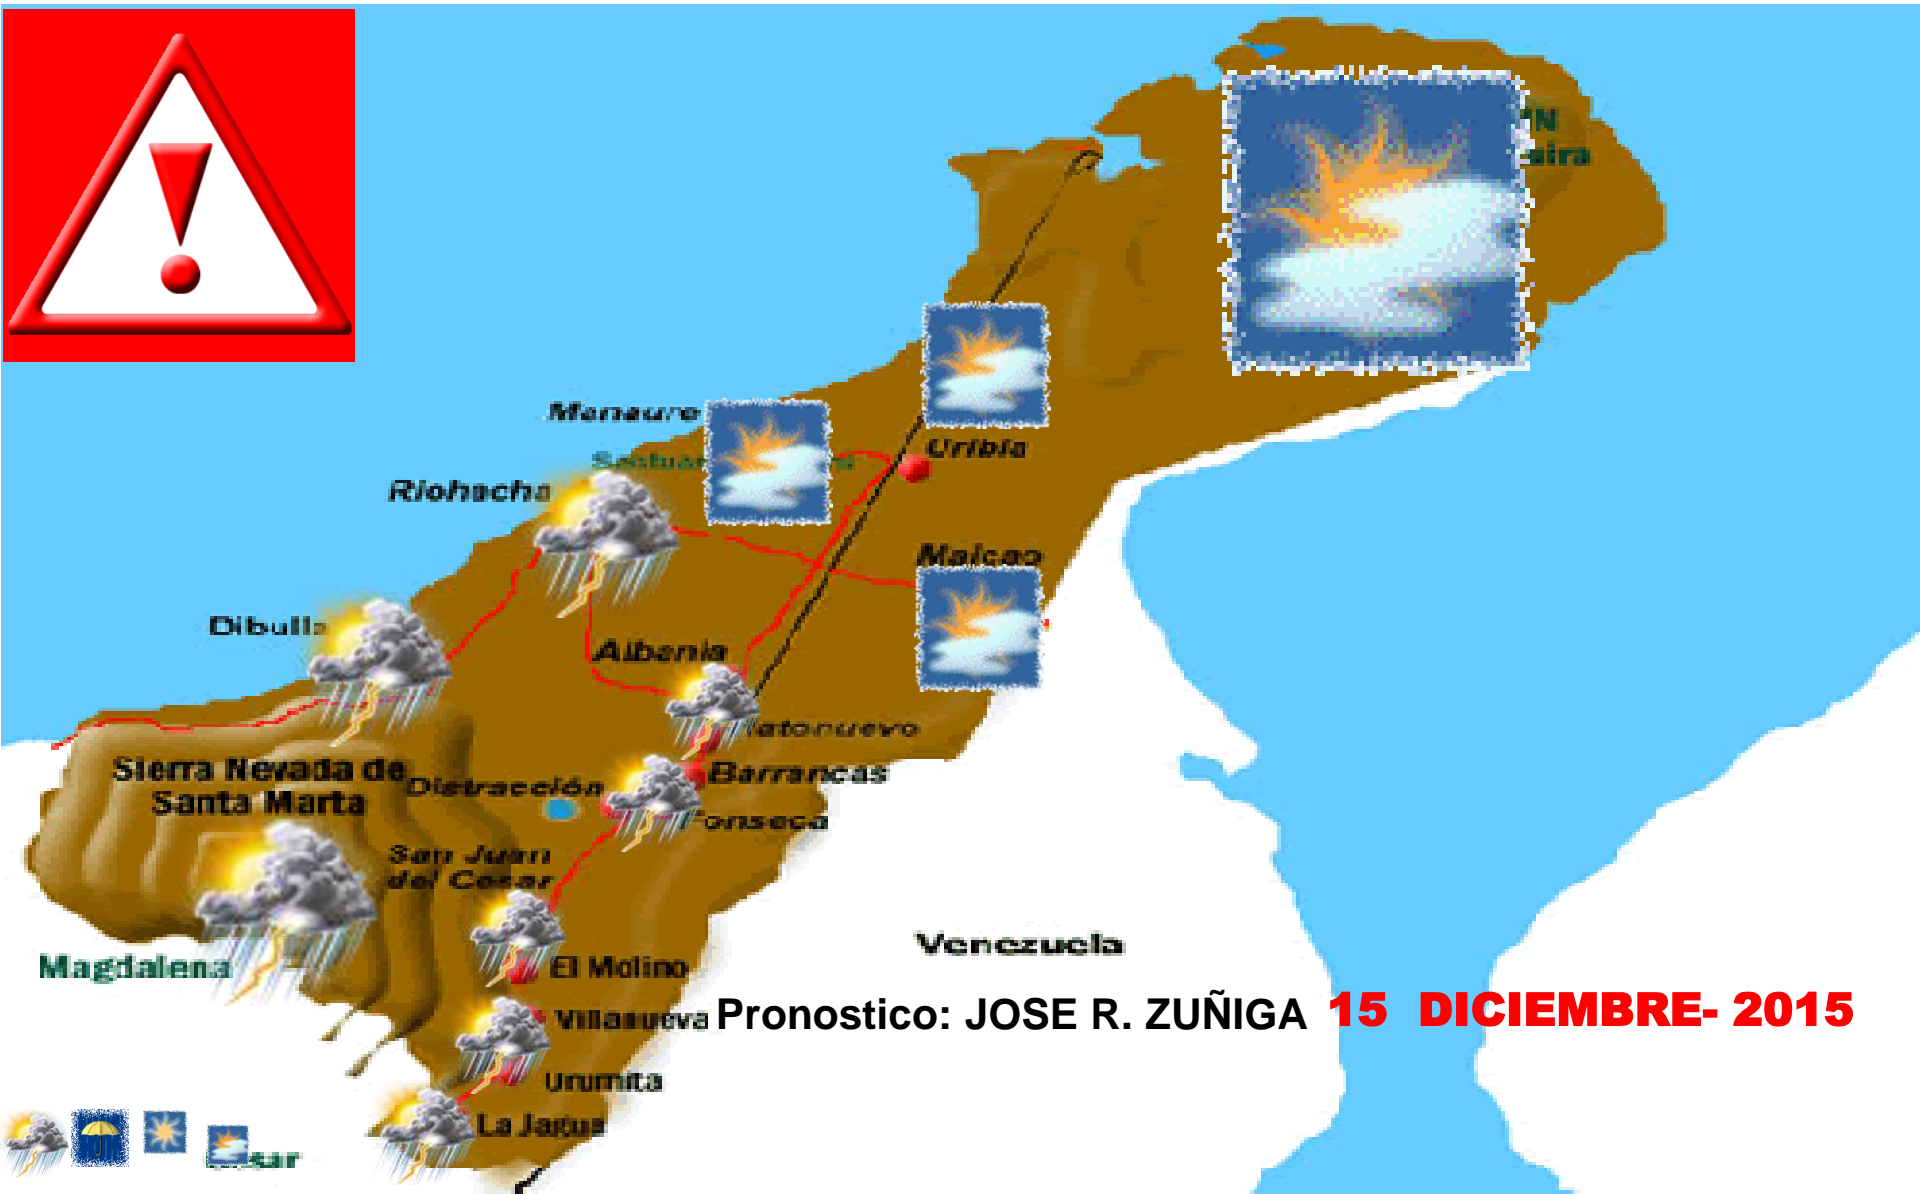 Manaure
Uribia
Riohacha
Maicao
Dibulla
Albania
Sierra Nevada de
Santa Marta
Distracción
Barrancas
San Juan
del Cesar
Venezuela
Magdalena
El Molino
Villanueva
Pronostico: JOSE R. ZUÑIGA 15 DICIEMBRE- 2015
Urumita
La Jagua